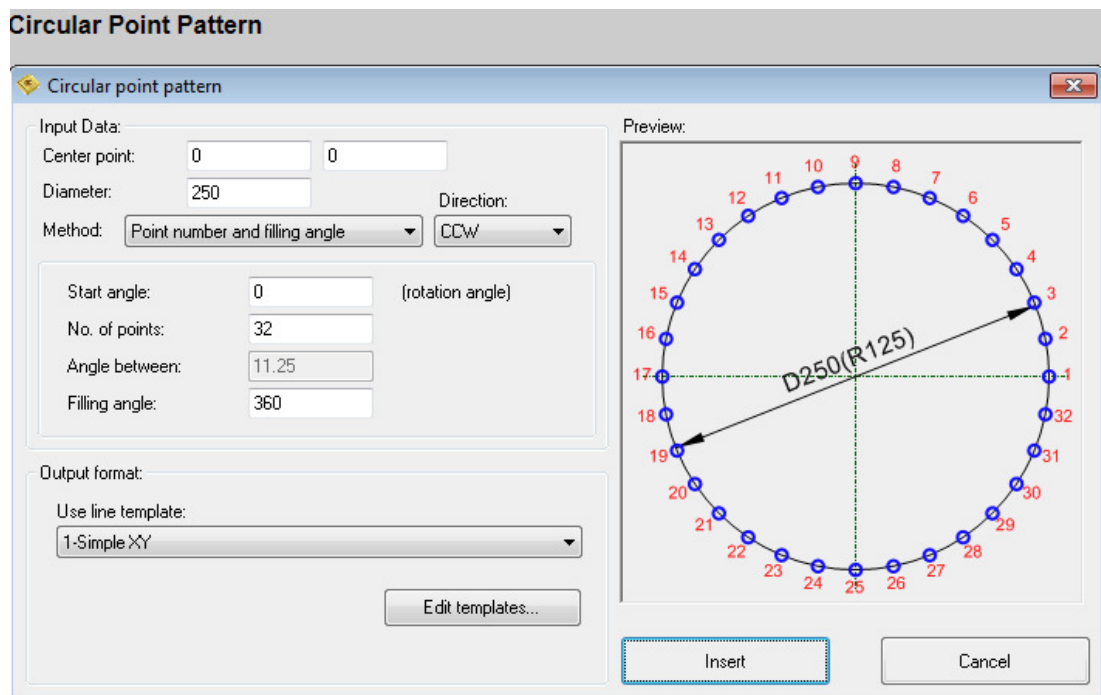 Circular Point Pattern
Circular point pattern
Input Data:
Center point: 0 0
Diameter: 250
Direction:
Method: Point number and filling angle CCW
Start angle: 0 (rotation angle)
No. of points: 32
Angle between: 11.25
Filling angle: 360
Output format:
Use line template:
1-Simple XY
Edit templates...
Preview:
1
2
3
4
5
6
7
8
9
10
11
12
13
14
15
16
17
18
19
20
21
22
23
24
25
26
27
28
29
30
31
32
D250(R125)
Insert Cancel